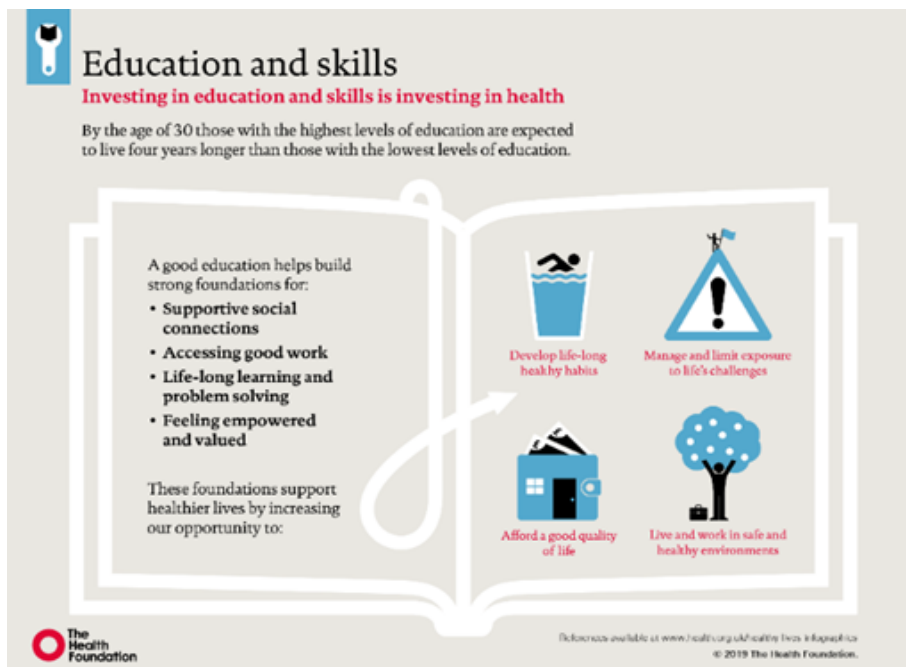 Education and skills
Investing in education and skills is investing in health
By the age of 30 those with the highest levels of education are expected
to live four years longer than those with the lowest levels of education.
A good education helps build
strong foundations for:
• Supportive social
connections
• Accessing good work
• Life-long learning and
problem solving
• Feeling empowered
and valued
These foundations support
healthier lives by increasing
our opportunity to:
Develop life-long
healthy habits
Manage and limit exposure
to life's challenges
Afford a good quality
of life
Live and work in safe and
healthy environments
The
Health
Foundation
References available at www.health.org.uk/healthy-lives-infographics
© 2019 The Health Foundation.